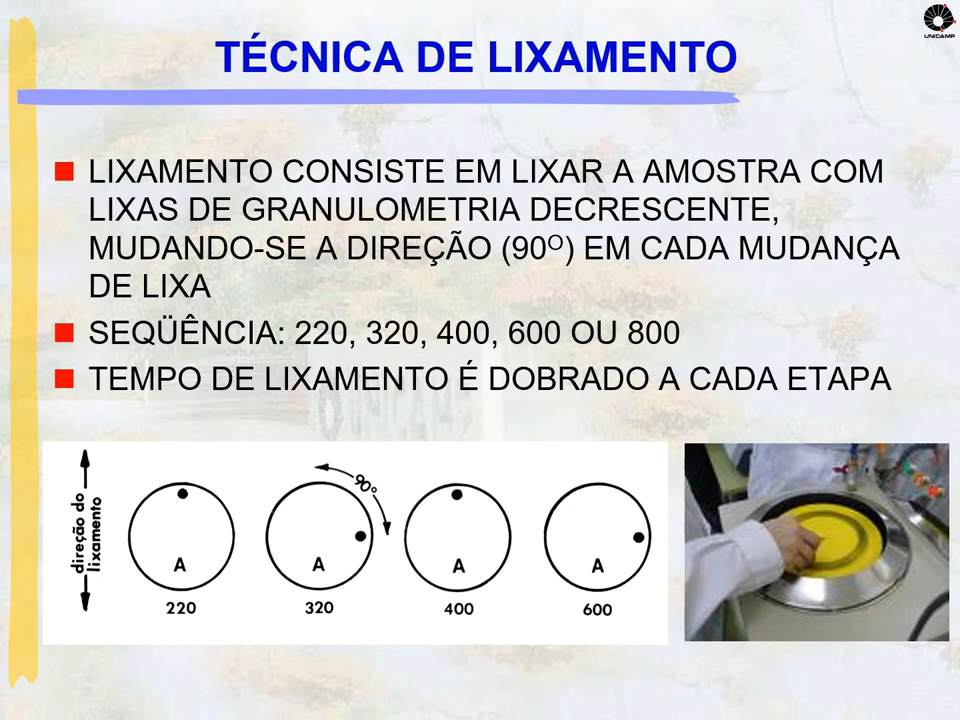 UNICAMP
TÉCNICA DE LIXAMENTO
LIXAMENTO CONSISTE EM LIXAR A AMOSTRA COM
LIXAS DE GRANULOMETRIA DECRESCENTE,
MUDANDO-SE A DIREÇÃO (90º) EM CADA MUDANÇA
DE LIXA
SEQÜÊNCIA: 220, 320, 400, 600 OU 800
TEMPO DE LIXAMENTO É DOBRADO A CADA ETAPA
direção do
lixamento
90°
A
A
A
A
220
320
400
600